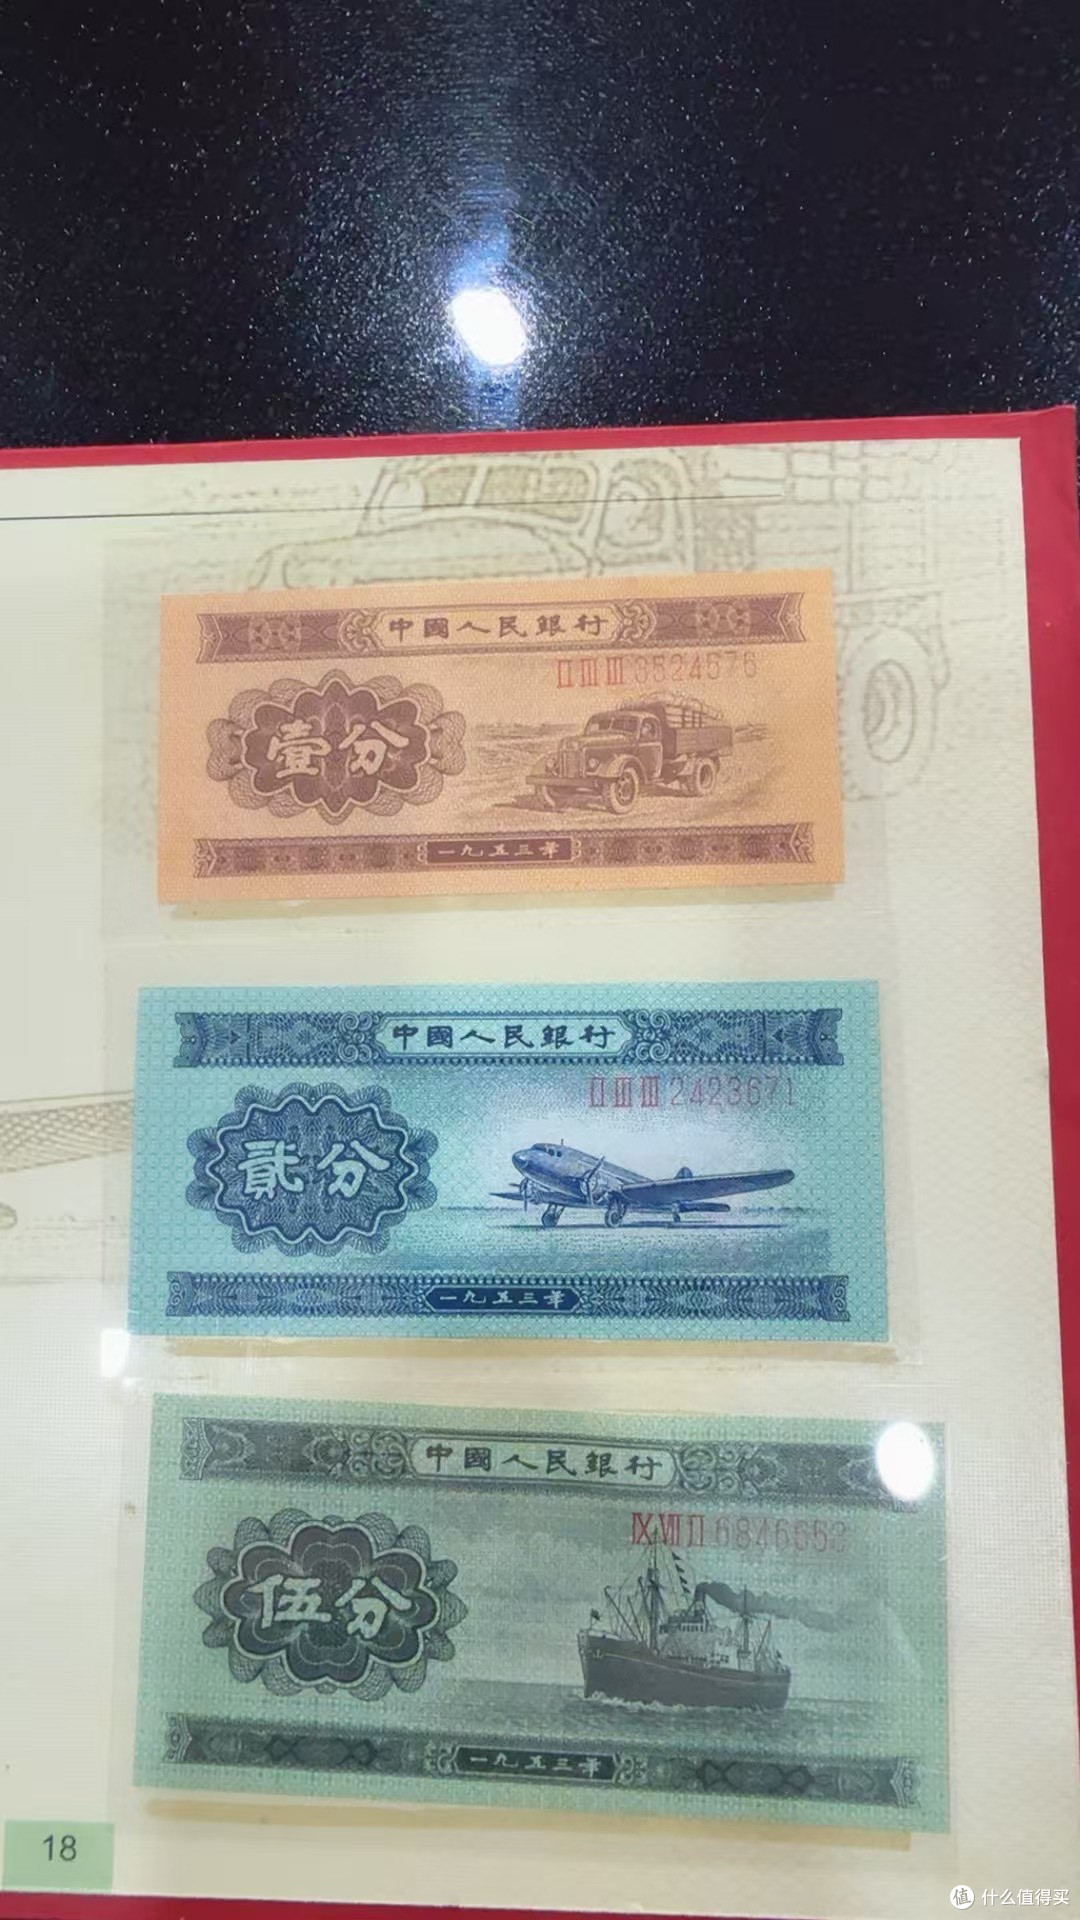 中國人民銀行
ⅡⅢⅢ 3524576
壹分
一九五三年
中國人民銀行
ⅡⅢⅢ 2423671
貳分
一九五三年
中國人民銀行
ⅨⅦⅡ
伍分
一九五三年
18
值 什么值得买